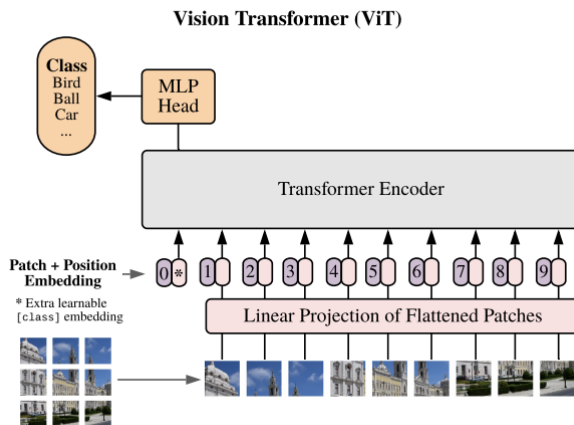 Vision Transformer (ViT)
Class
Bird
Ball
Car
...
MLP
Head
Transformer Encoder
Patch + Position
Embedding
0 * 1 2 3 4 5 6 7 8 9
* Extra learnable
[class] embedding
Linear Projection of Flattened Patches